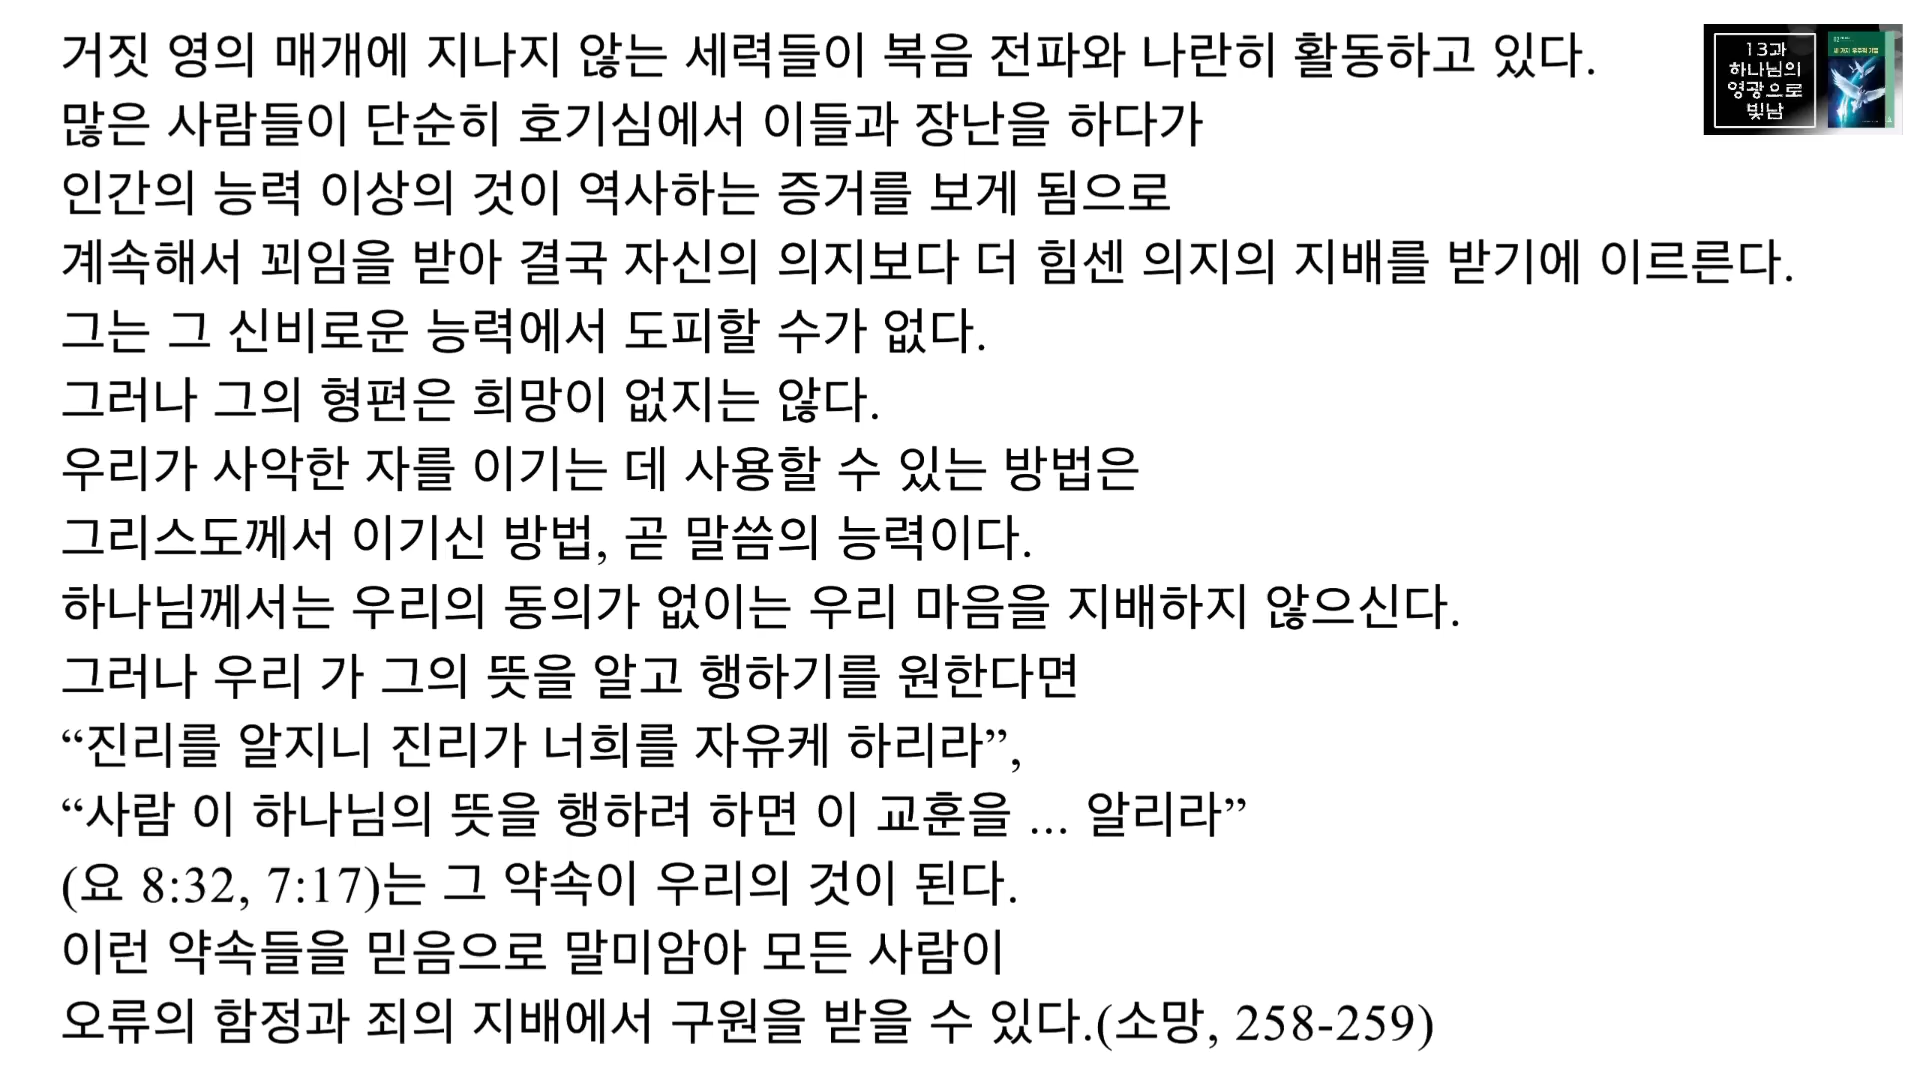 거짓 영의 매개에 지나지 않는 세력들이 복음 전파와 나란히 활동하고 있다.
많은 사람들이 단순히 호기심에서 이들과 장난을 하다가
인간의 능력 이상의 것이 역사하는 증거를 보게 됨으로
계속해서 꾀임을 받아 결국 자신의 의지보다 더 힘센 의지의 지배를 받기에 이르른다.
그는 그 신비로운 능력에서 도피할 수가 없다.
그러나 그의 형편은 희망이 없지는 않다.
우리가 사악한 자를 이기는 데 사용할 수 있는 방법은
그리스도께서 이기신 방법, 곧 말씀의 능력이다.
하나님께서는 우리의 동의가 없이는 우리 마음을 지배하지 않으신다.
그러나 우리 가 그의 뜻을 알고 행하기를 원한다면
“진리를 알지니 진리가 너희를 자유케 하리라”,
“사람 이 하나님의 뜻을 행하려 하면 이 교훈을 ... 알리라”
(요 8:32, 7:17)는 그 약속이 우리의 것이 된다.
이런 약속들을 믿음으로 말미암아 모든 사람이
오류의 함정과 죄의 지배에서 구원을 받을 수 있다.(소망, 258-259)
13과
하나님의
영광으로
빛남